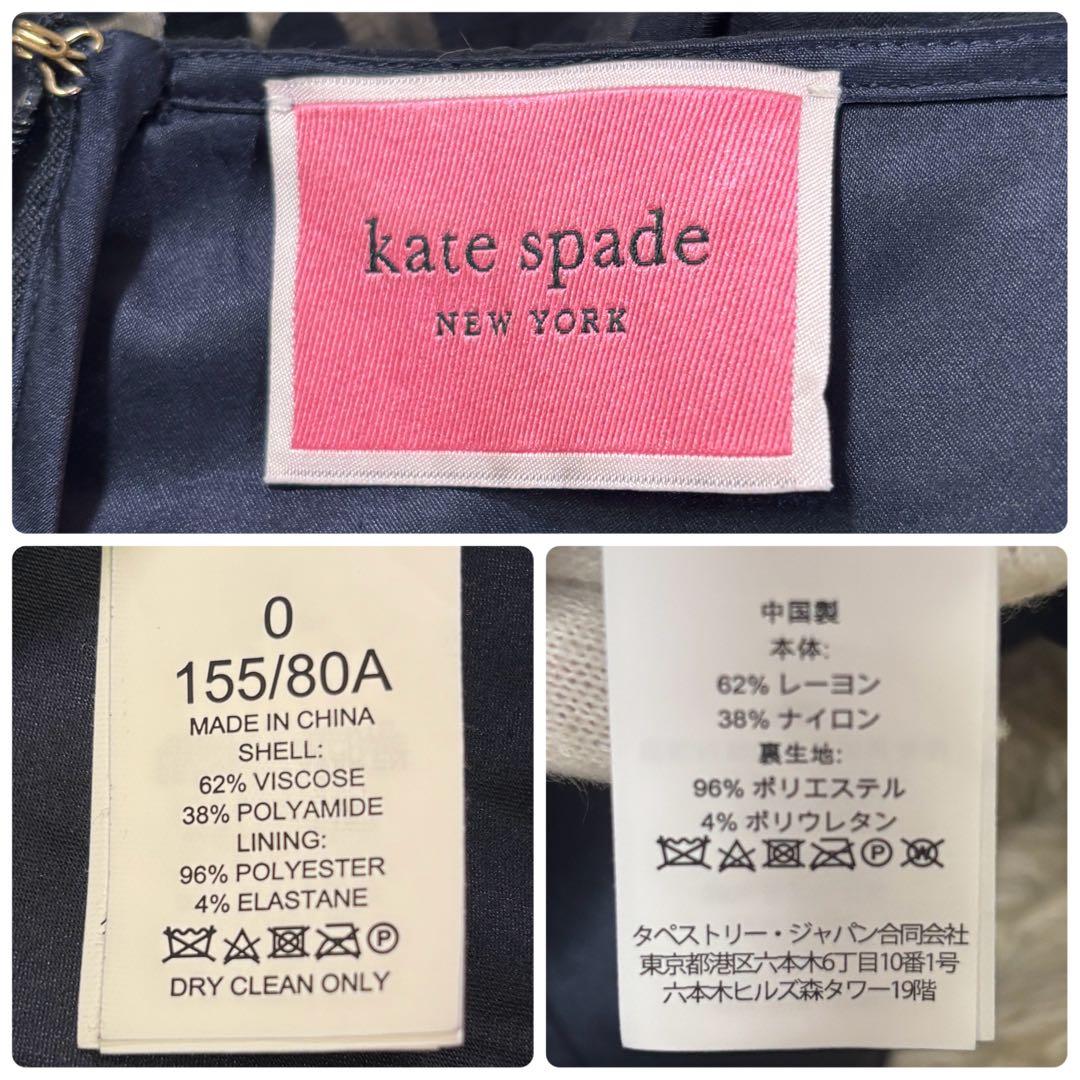 kate spade
NEW YORK
0
155/80A
MADE IN CHINA
SHELL:
62% VISCOSE
38% POLYAMIDE
LINING:
96% POLYESTER
4% ELASTANE
P
DRY CLEAN ONLY
中国製
本体:
62% レーヨン
38% ナイロン
裏生地:
96% ポリエステル
4% ポリウレタン
P W
タペストリー・ジャパン合同会社
東京都港区六本木6丁目10番1号
六本木ヒルズ森タワー19階